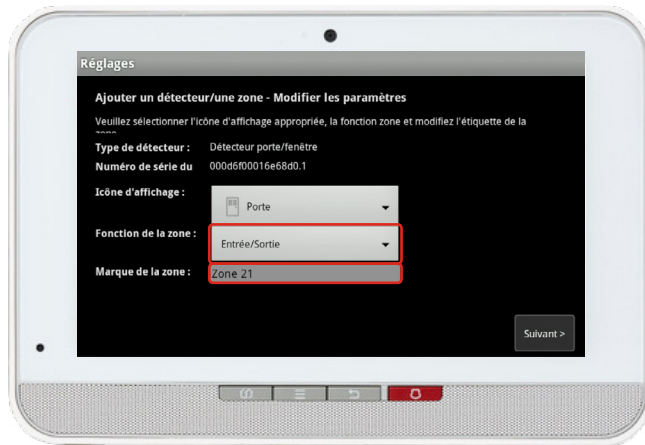 Réglages
Ajouter un détecteur/une zone - Modifier les paramètres
Veuillez sélectionner l'icône d'affichage appropriée, la fonction zone et modifiez l'étiquette de la
Type de détecteur : Détecteur porte/fenêtre
Numéro de série du 000d6f00016e68d0.1
Icône d'affichage : Porte
Fonction de la zone : Entrée/Sortie
Marque de la zone : Zone 21
Suivant >